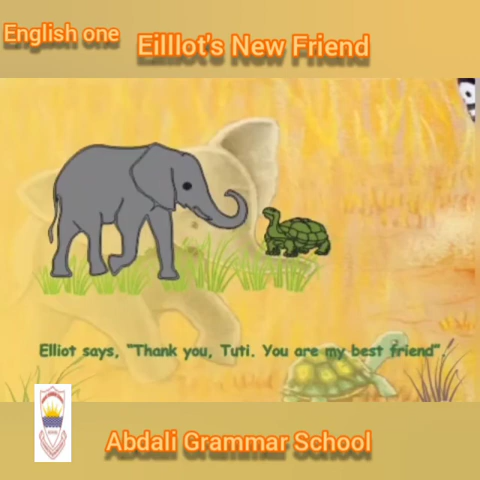 English one
Eilllot's New Friend
Elliot says, "Thank you, Tuti. You are my best friend".
Abdali Grammar School